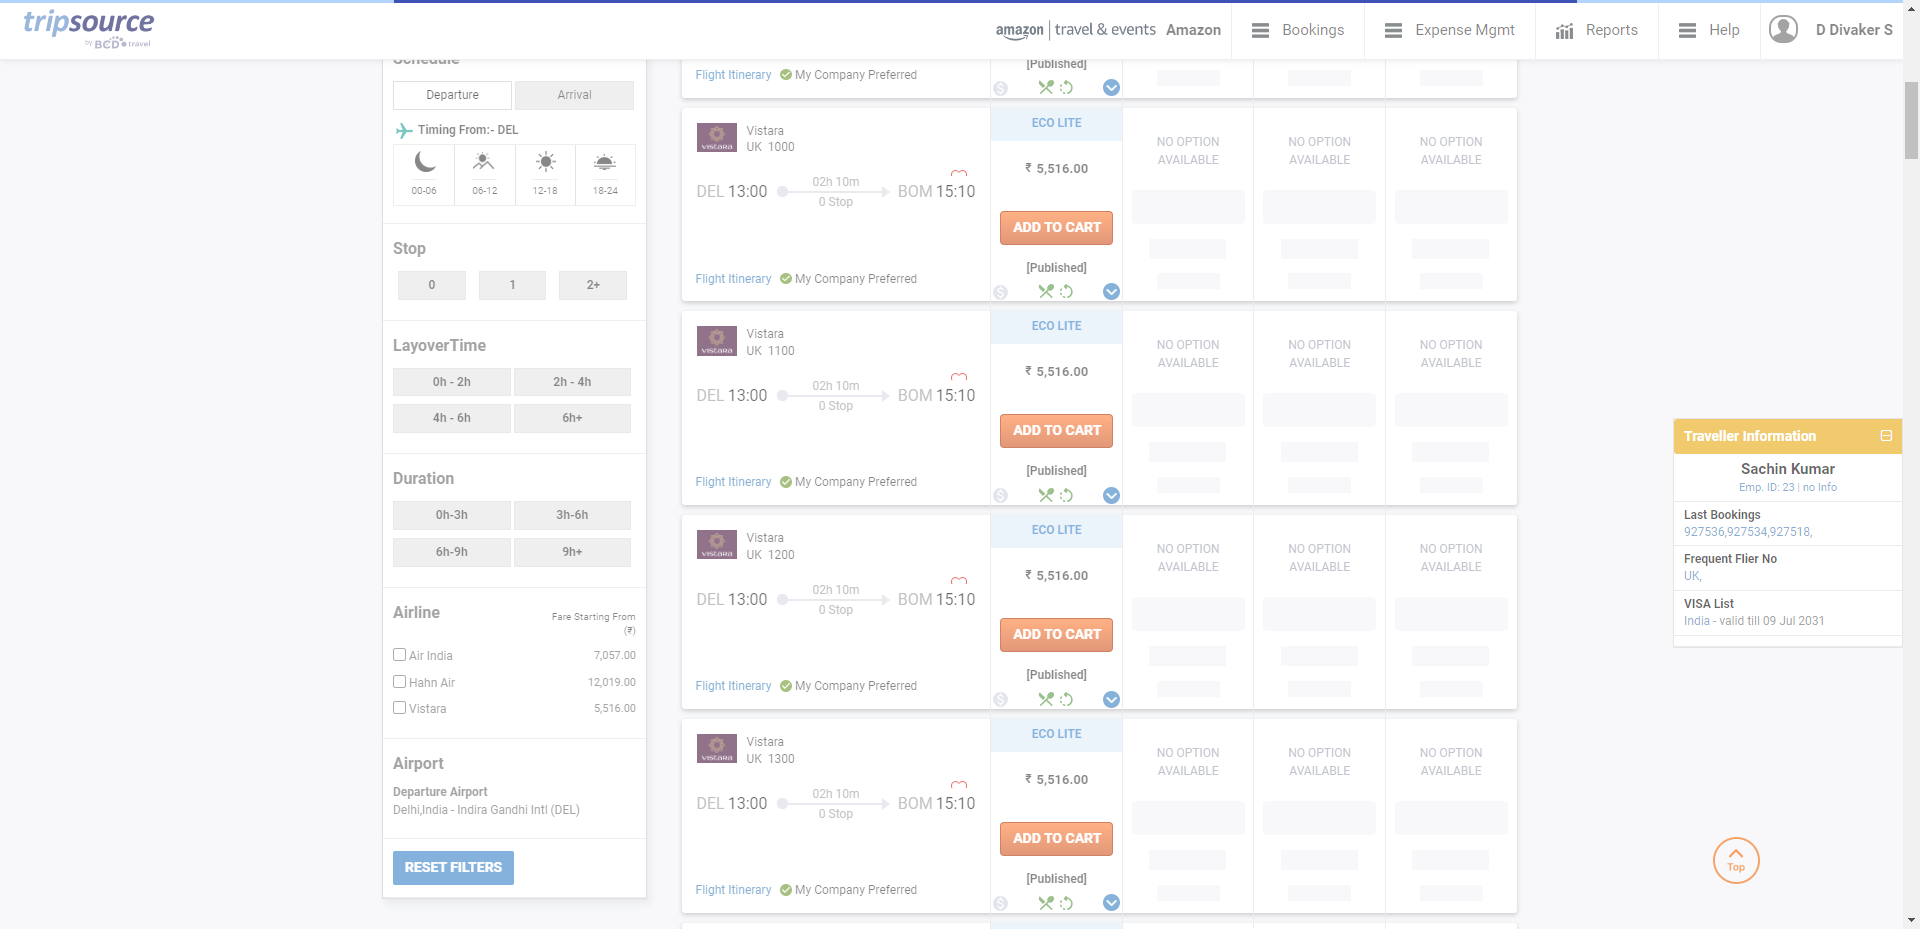 tripsource
by BCD travel
amazon | travel & events Amazon
Bookings
Expense Mgmt
Reports
Help
D Divaker S
Schedule
Departure
Arrival
Timing From:- DEL
00-06
06-12
12-18
18-24
Stop
0
1
2+
LayoverTime
0h - 2h
2h - 4h
4h - 6h
6h+
Duration
0h-3h
3h-6h
6h-9h
9h+
Airline
Fare Starting From
(₹)
Air India 7,057.00
Hahn Air 12,019.00
Vistara 5,516.00
Airport
Departure Airport
Delhi,India - Indira Gandhi Intl (DEL)
RESET FILTERS
Flight Itinerary My Company Preferred
[Published]
VISTARA
Vistara
UK 1000
DEL 13:00
02h 10m
0 Stop
BOM 15:10
Flight Itinerary My Company Preferred
ECO LITE
₹ 5,516.00
ADD TO CART
[Published]
NO OPTION
AVAILABLE
NO OPTION
AVAILABLE
NO OPTION
AVAILABLE
VISTARA
Vistara
UK 1100
DEL 13:00
02h 10m
0 Stop
BOM 15:10
Flight Itinerary My Company Preferred
ECO LITE
₹ 5,516.00
ADD TO CART
[Published]
NO OPTION
AVAILABLE
NO OPTION
AVAILABLE
NO OPTION
AVAILABLE
VISTARA
Vistara
UK 1200
DEL 13:00
02h 10m
0 Stop
BOM 15:10
Flight Itinerary My Company Preferred
ECO LITE
₹ 5,516.00
ADD TO CART
[Published]
NO OPTION
AVAILABLE
NO OPTION
AVAILABLE
NO OPTION
AVAILABLE
VISTARA
Vistara
UK 1300
DEL 13:00
02h 10m
0 Stop
BOM 15:10
Flight Itinerary My Company Preferred
ECO LITE
₹ 5,516.00
ADD TO CART
[Published]
NO OPTION
AVAILABLE
NO OPTION
AVAILABLE
NO OPTION
AVAILABLE
Traveller Information
Sachin Kumar
Emp. ID: 23 | no Info
Last Bookings
927536,927534,927518,
Frequent Flier No
UK,
VISA List
India - valid till 09 Jul 2031
Top